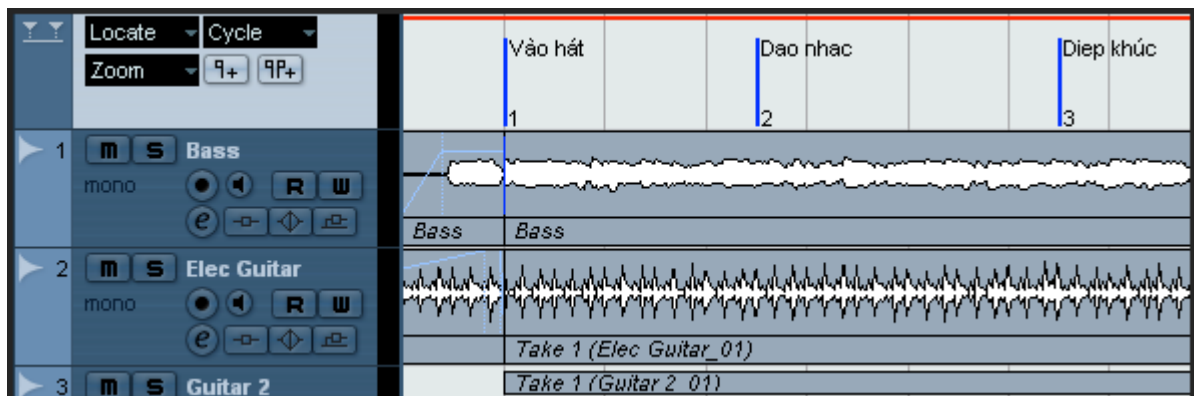 Locate Cycle
Zoom
Vào hát
Dao nhac
Diep khúc
1
2
3
1 m S Bass
mono R W
e
Bass Bass
2 m S Elec Guitar
mono R W
e
Take 1 (Elec Guitar_01)
3 m S Guitar 2
Take 1 (Guitar 2_01)